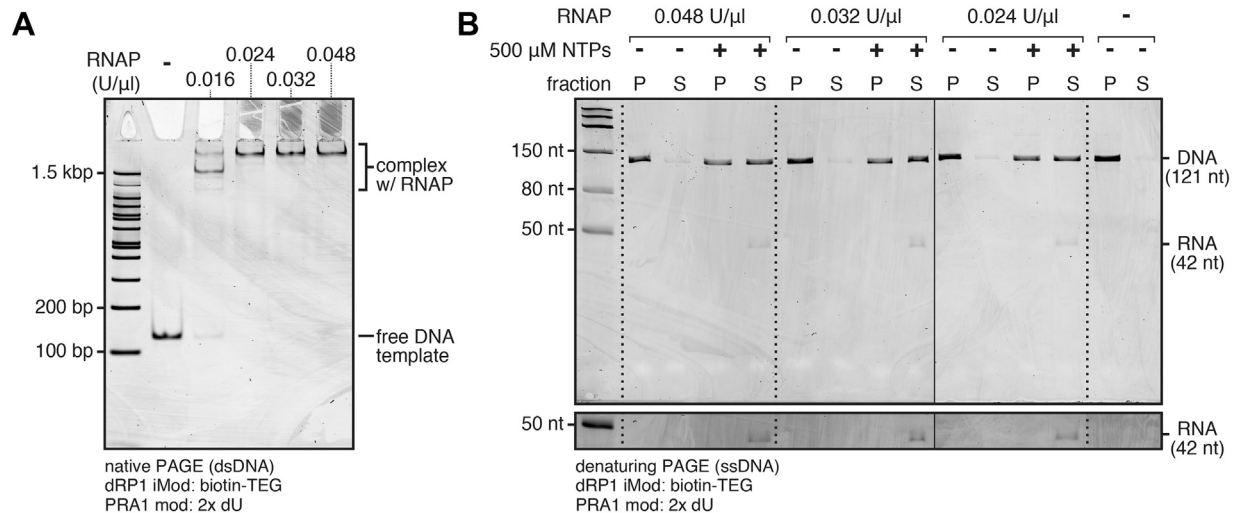 A
RNAP
(U/µl)
-
0.016
0.024
0.032
0.048
1.5 kbp
200 bp
100 bp
complex
w/ RNAP
free DNA
template
native PAGE (dsDNA)
dRP1 iMod: biotin-TEG
PRA1 mod: 2x dU
B
RNAP 0.048 U/µl 0.032 U/µl 0.024 U/µl -
500 µM NTPs - - + + - - + + - - + + - -
fraction P S P S P S P S P S P S P S
150 nt
80 nt
50 nt
DNA
(121 nt)
RNA
(42 nt)
50 nt
RNA
(42 nt)
denaturing PAGE (ssDNA)
dRP1 iMod: biotin-TEG
PRA1 mod: 2x dU